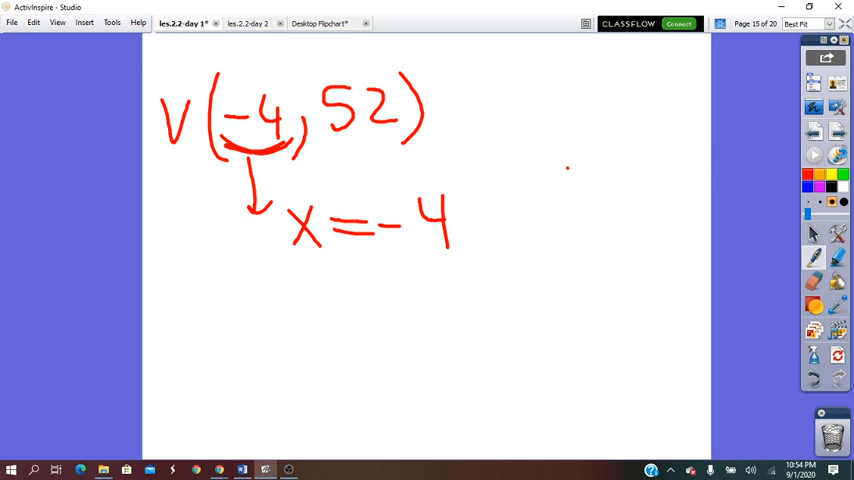 ActivInspire - Studio
File Edit View Insert Tools Help
les.2.2-day 1* les.2.2-day 2 Desktop Flipchart*
CLASSFLOW Connect
Page 15 of 20 Best Fit
V(-4, 52)
x = -4
10:54 PM
9/1/2020